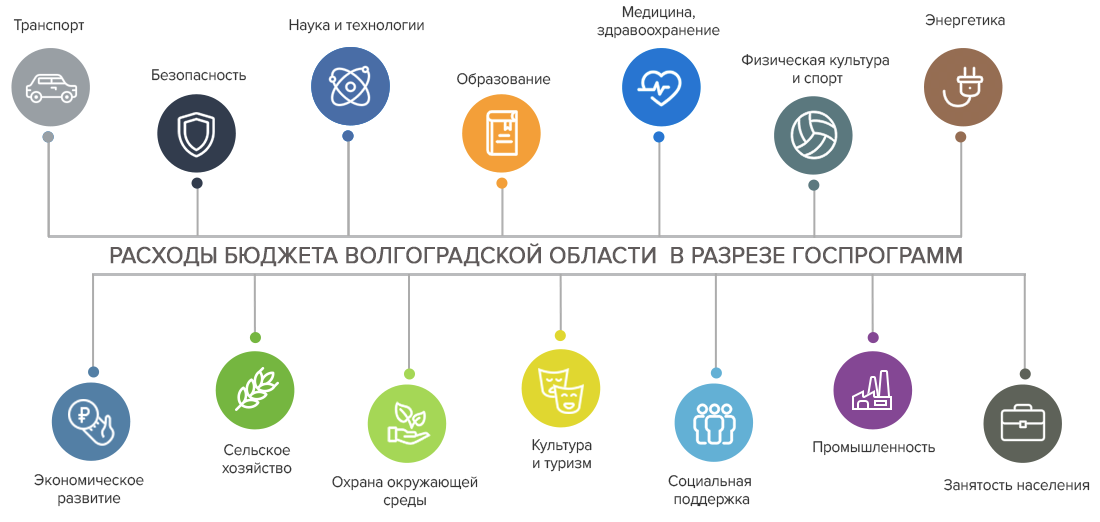 Транспорт
Безопасность
Наука и технологии
Образование
Медицина,
здравоохранение
Физическая культура
и спорт
Энергетика
РАСХОДЫ БЮДЖЕТА ВОЛГОГРАДСКОЙ ОБЛАСТИ В РАЗРЕЗЕ ГОСПРОГРАММ
₽
Экономическое
развитие
Сельское
хозяйство
Охрана окружающей
среды
Культура
и туризм
Социальная
поддержка
Промышленность
Занятость населения